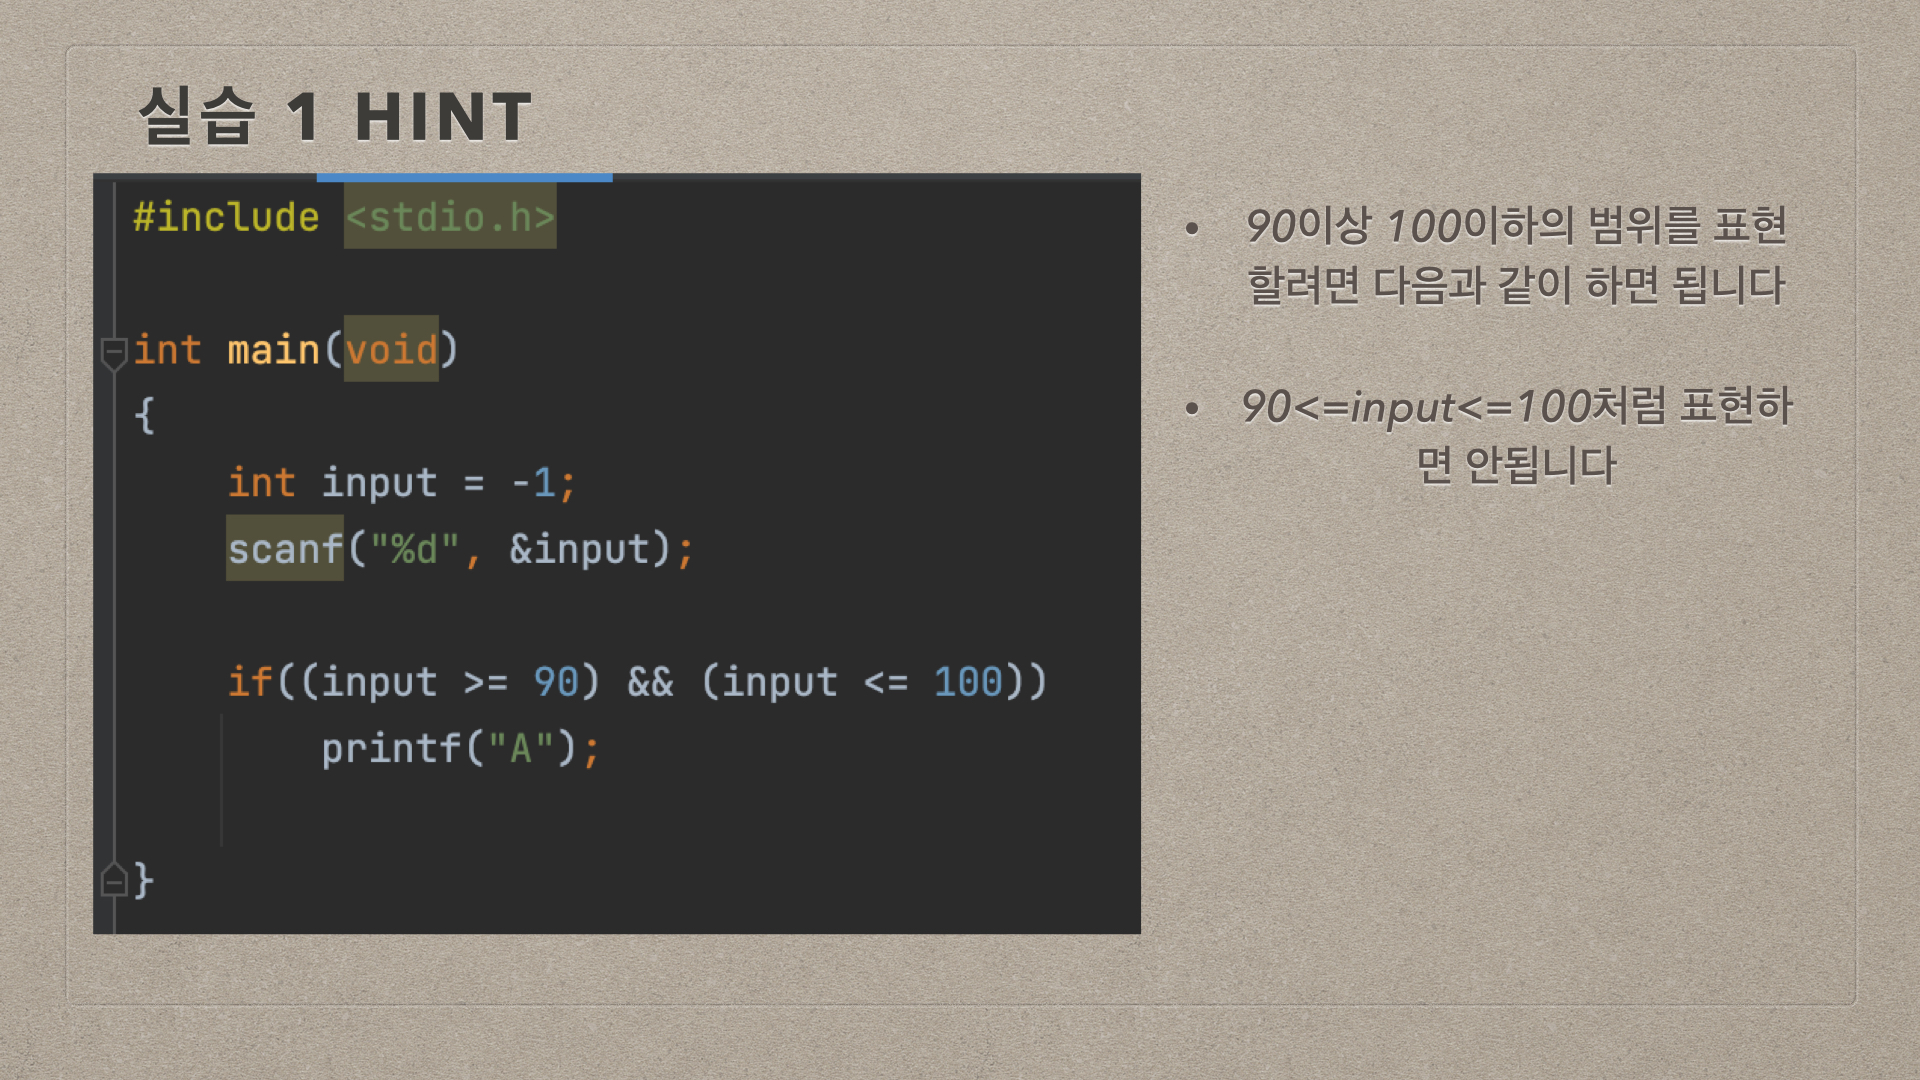 실습 1 HINT
#include <stdio.h>
int main(void)
{
int input = -1;
scanf("%d", &input);
if((input >= 90) && (input <= 100))
printf("A");
}
• 90이상 100이하의 범위를 표현
할려면 다음과 같이 하면 됩니다
• 90<=input<=100처럼 표현하
면 안됩니다